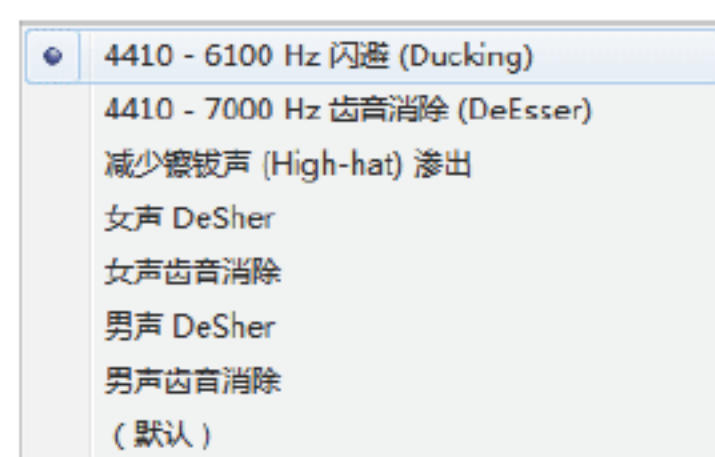 4410 - 6100 Hz 闪避 (Ducking)
4410 - 7000 Hz 齿音消除 (DeEsser)
减少镲钹声 (High-hat) 渗出
女声 DeSher
女声齿音消除
男声 DeSher
男声齿音消除
（默认）